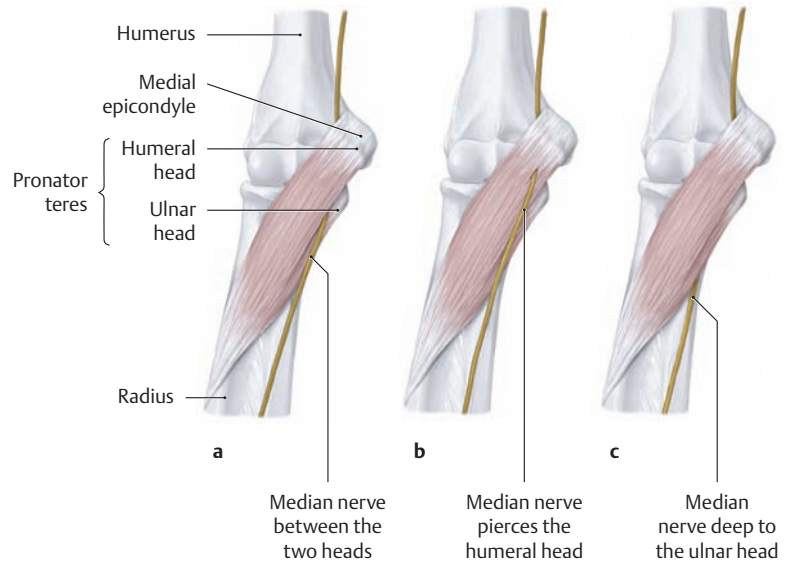 Humerus
Medial
epicondyle
Pronator
teres
Humeral
head
Ulnar
head
Radius
a
b
c
Median nerve
between the
two heads
Median nerve
pierces the
humeral head
Median
nerve deep to
the ulnar head